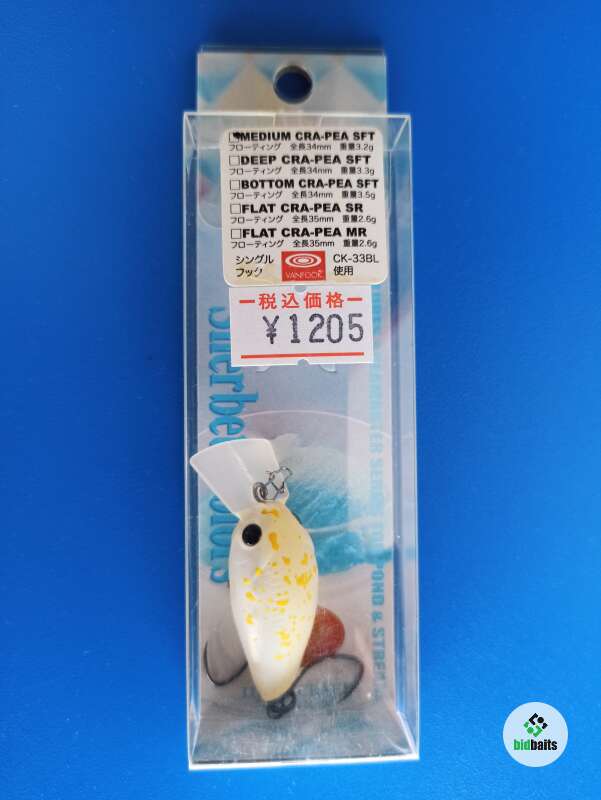 MEDIUM CRA-PEA SFT
フローティング 全長34mm 重量3.2g
□DEEP CRA-PEA SFT
フローティング 全長34mm 重量3.3g
□BOTTOM CRA-PEA SFT
フローティング 全長34mm 重量3.5g
□FLAT CRA-PEA SR
フローティング 全長35mm 重量2.6g
□FLAT CRA-PEA MR
フローティング 全長35mm 重量2.6g
シングルフック VANFOOK CK-33BL使用
税込価格
¥1205
POND & STRE
bidbaits